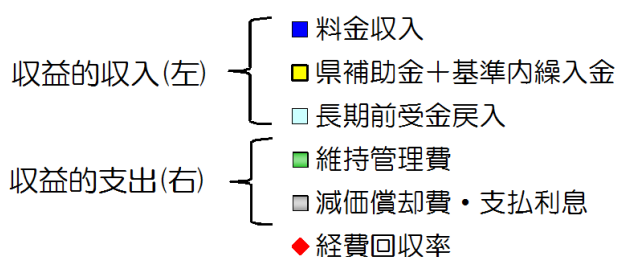 料金収入
収益的収入(左)
県補助金＋基準内繰入金
長期前受金戻入
維持管理費
収益的支出(右)
減価償却費・支払利息
経費回収率